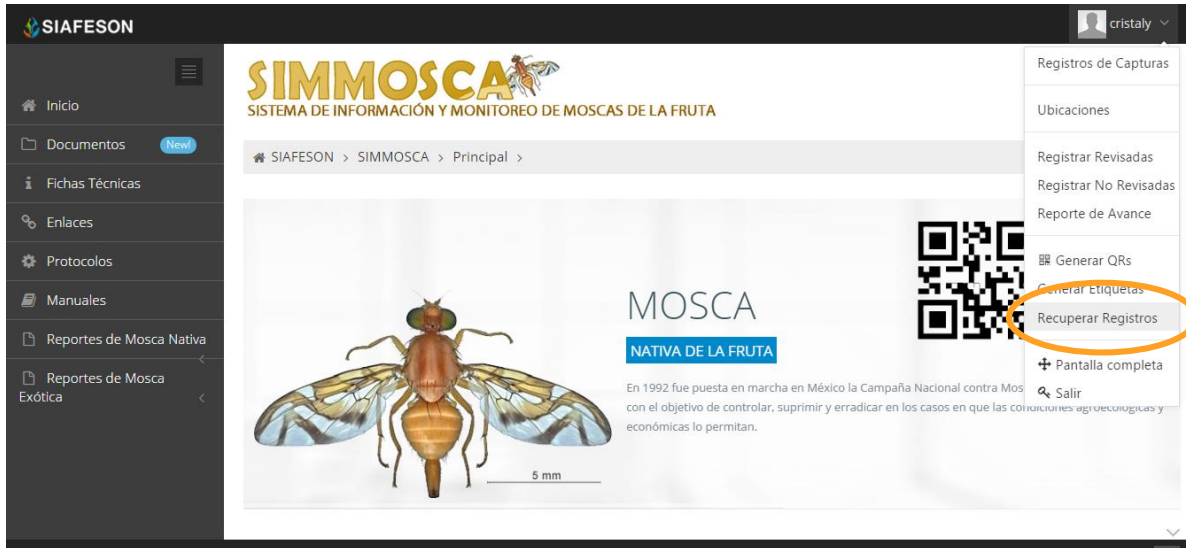 SIAFESON
cristaly
Inicio
Documentos New!
Fichas Técnicas
Enlaces
Protocolos
Manuales
Reportes de Mosca Nativa
Reportes de Mosca
Exótica
SIMMOSCA
SISTEMA DE INFORMACIÓN Y MONITOREO DE MOSCAS DE LA FRUTA
SIAFESON > SIMMOSCA > Principal >
MOSCA
NATIVA DE LA FRUTA
En 1992 fue puesta en marcha en México la Campaña Nacional contra Mos
con el objetivo de controlar, suprimir y erradicar en los casos en que las condiciones agroecológicas y
económicas lo permitan.
5 mm
Registros de Capturas
Ubicaciones
Registrar Revisadas
Registrar No Revisadas
Reporte de Avance
Generar QRs
Generar Etiquetas
Recuperar Registros
Pantalla completa
Salir